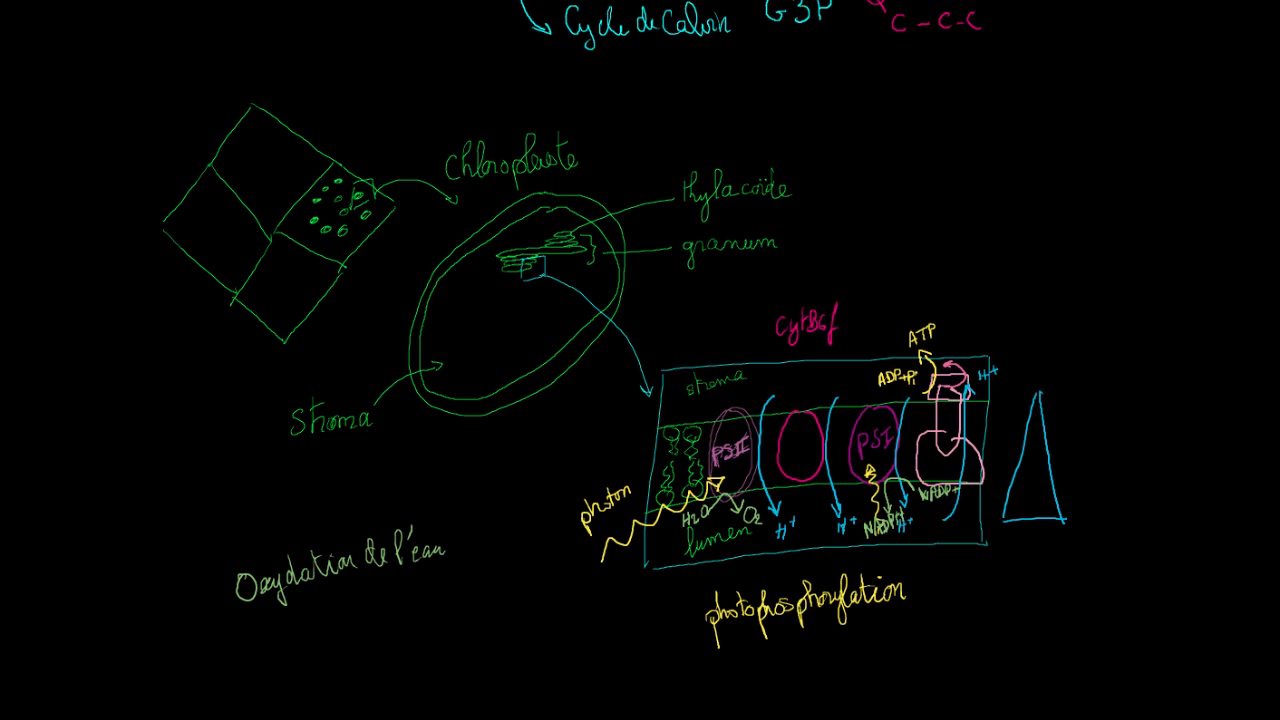 Cycle de Calvin G3P
C - C - C
Chloroplaste
thylacoïde
granum
Stroma
CytB6f
ATP
ADP+Pi
H+
stroma
PSII
PSI
photon
H2O
O2
H+
H+
NADPH
H+
NADP+
lumen
Oxydation de l'eau
photophosphorylation